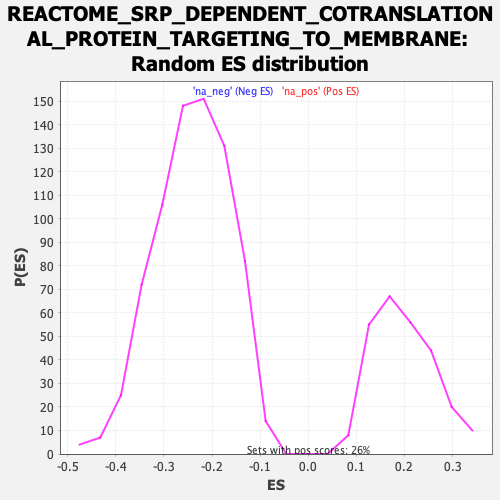 REACTOME_SRP_DEPENDENT_COTRANSLATION
AL_PROTEIN_TARGETING_TO_MEMBRANE:
Random ES distribution
'na_neg' (Neg ES) 'na_pos' (Pos ES)
150
140
130
120
110
100
90
80
70
60
50
40
30
20
10
0
P(ES)
Sets with pos scores: 26%
-0.5 -0.4 -0.3 -0.2 -0.1 0.0 0.1 0.2 0.3
ES